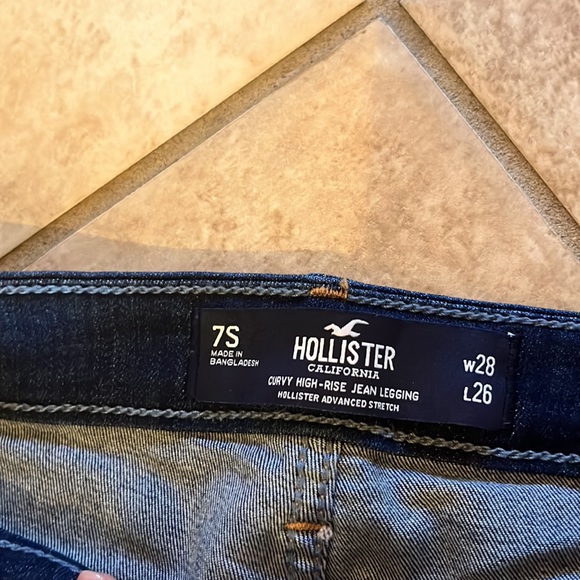 7S
MADE IN
BANGLADESH
HOLLISTER
CALIFORNIA
CURVY HIGH-RISE JEAN LEGGING
HOLLISTER ADVANCED STRETCH
W28
L26